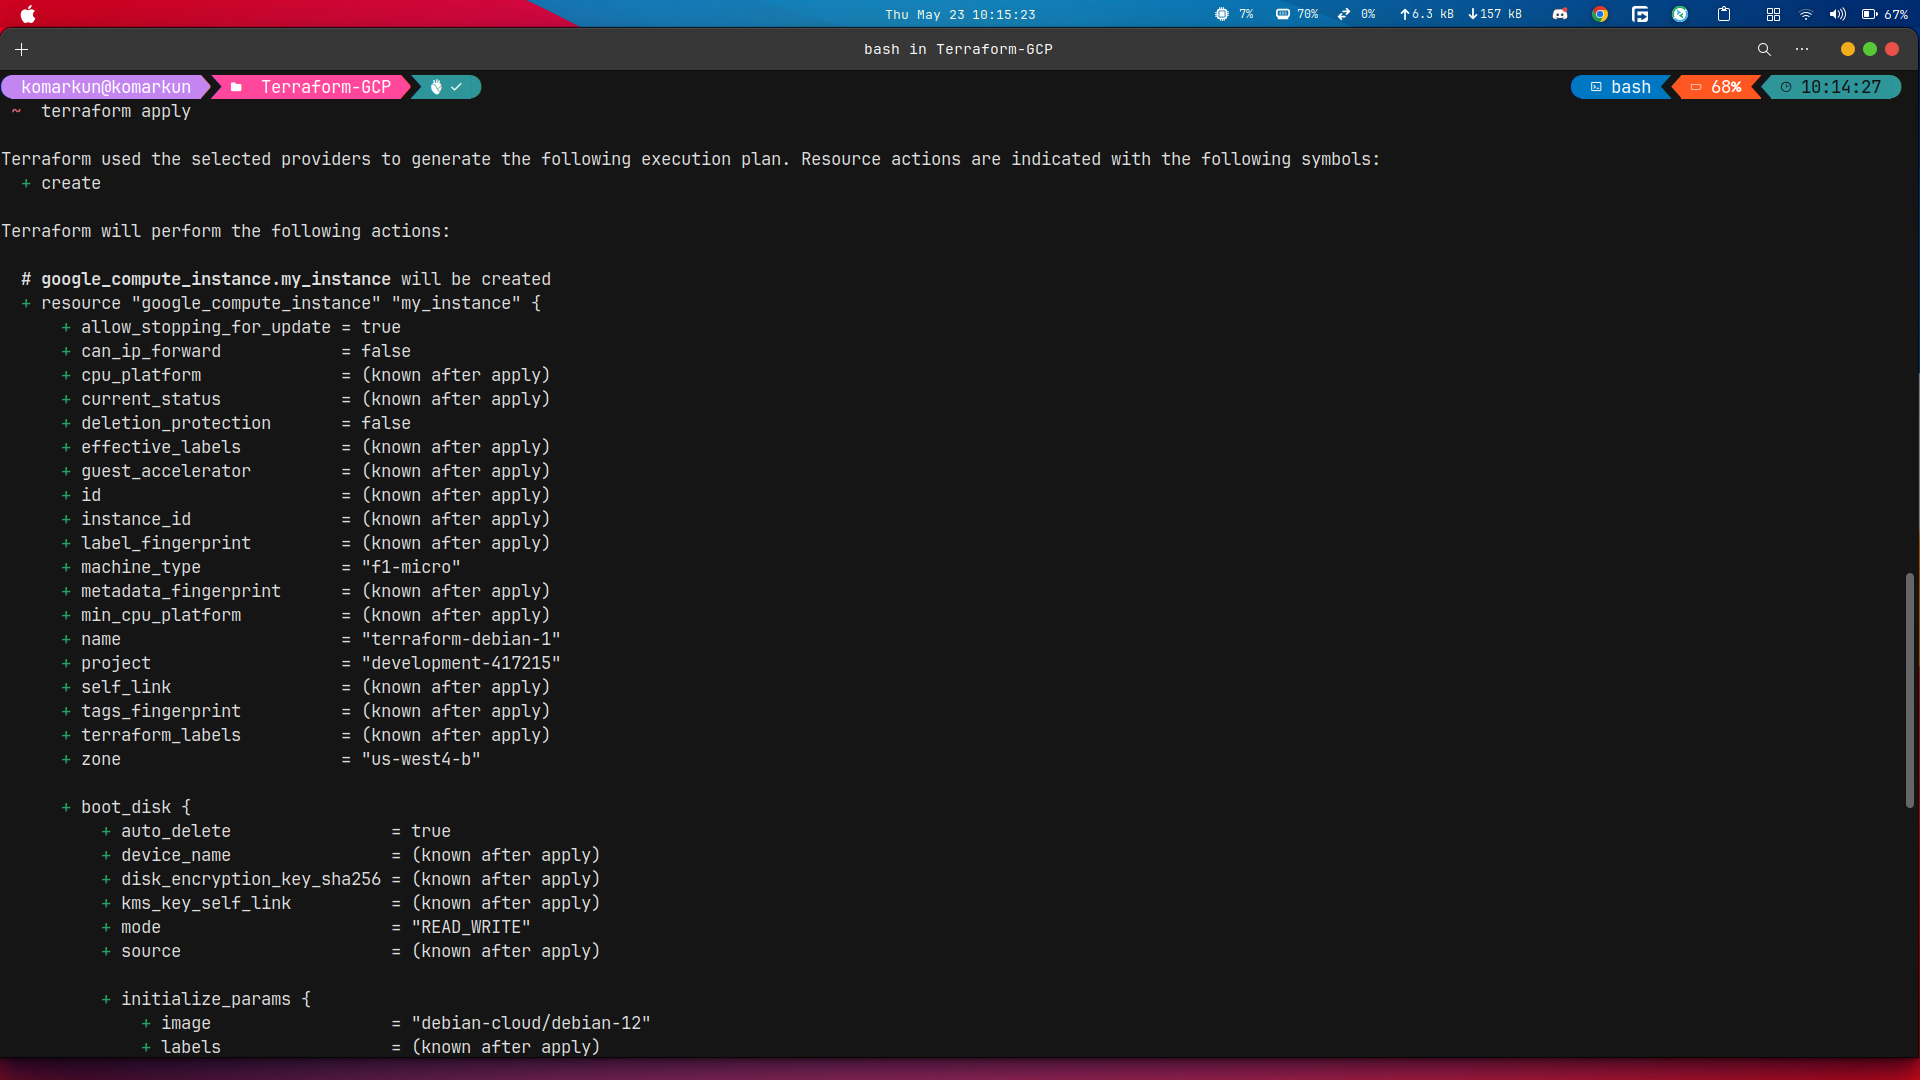 Thu May 23 10:15:23
7% 70% 0% 6.3 kB 157 kB 67%
bash in Terraform-GCP
komarkun@komarkun Terraform-GCP bash 68% 10:14:27
~ terraform apply
Terraform used the selected providers to generate the following execution plan. Resource actions are indicated with the following symbols:
+ create
Terraform will perform the following actions:
# google_compute_instance.my_instance will be created
+ resource "google_compute_instance" "my_instance" {
+ allow_stopping_for_update = true
+ can_ip_forward = false
+ cpu_platform = (known after apply)
+ current_status = (known after apply)
+ deletion_protection = false
+ effective_labels = (known after apply)
+ guest_accelerator = (known after apply)
+ id = (known after apply)
+ instance_id = (known after apply)
+ label_fingerprint = (known after apply)
+ machine_type = "f1-micro"
+ metadata_fingerprint = (known after apply)
+ min_cpu_platform = (known after apply)
+ name = "terraform-debian-1"
+ project = "development-417215"
+ self_link = (known after apply)
+ tags_fingerprint = (known after apply)
+ terraform_labels = (known after apply)
+ zone = "us-west4-b"
+ boot_disk {
+ auto_delete = true
+ device_name = (known after apply)
+ disk_encryption_key_sha256 = (known after apply)
+ kms_key_self_link = (known after apply)
+ mode = "READ_WRITE"
+ source = (known after apply)
+ initialize_params {
+ image = "debian-cloud/debian-12"
+ labels = (known after apply)